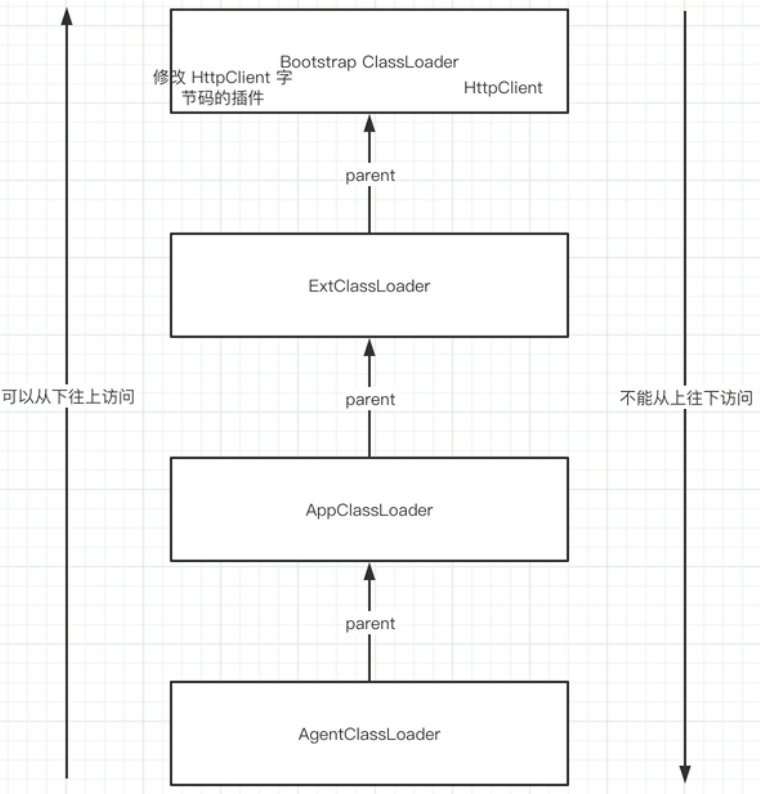 Bootstrap ClassLoader
修改 HttpClient 字
节码的插件
HttpClient
parent
ExtClassLoader
可以从下往上访问
parent
不能从上往下访问
AppClassLoader
parent
AgentClassLoader